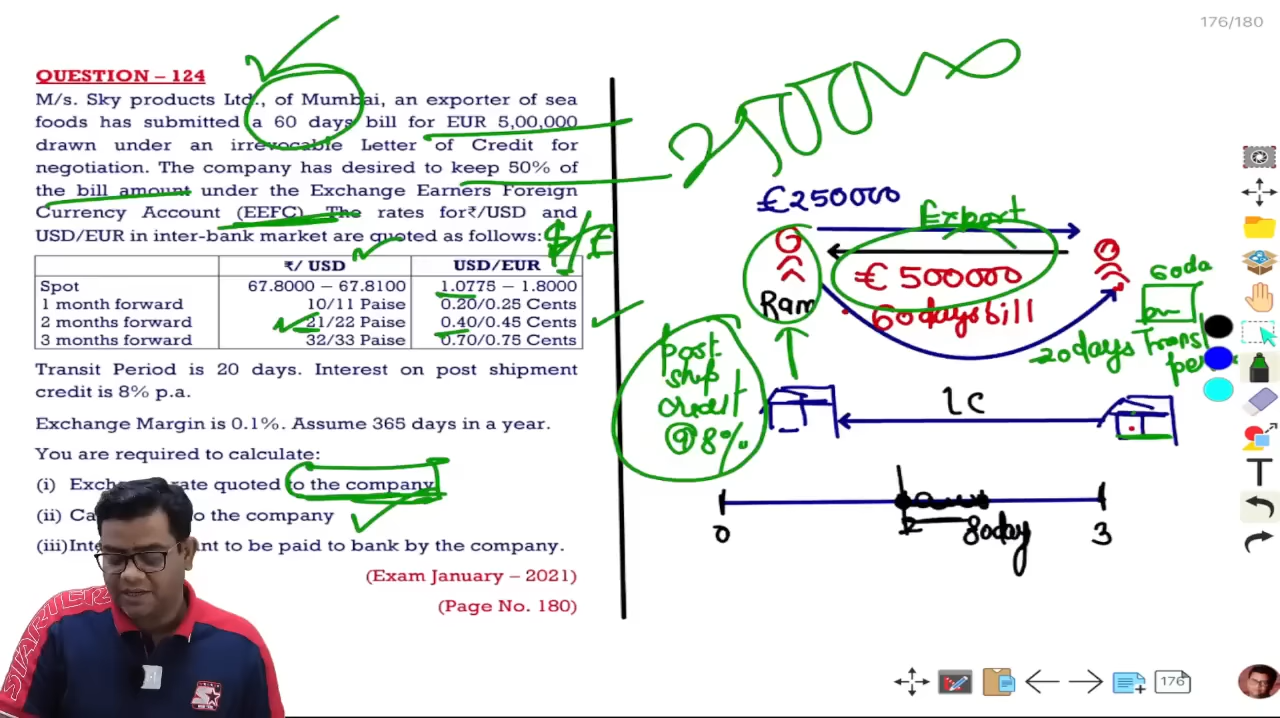 176/180
QUESTION – 124
M/s. Sky products Ltd., of Mumbai, an exporter of sea
foods has submitted a 60 days bill for EUR 5,00,000
drawn under an irrevocable Letter of Credit for
negotiation. The company has desired to keep 50% of
the bill amount under the Exchange Earners Foreign
Currency Account (EEFC). The rates for₹/USD and
USD/EUR in inter-bank market are quoted as follows:
$/€
₹/ USD USD/EUR
Spot 67.8000 – 67.8100 1.0775 – 1.8000
1 month forward 10/11 Paise 0.20/0.25 Cents
2 months forward 21/22 Paise 0.40/0.45 Cents
3 months forward 32/33 Paise 0.70/0.75 Cents
Transit Period is 20 days. Interest on post shipment
credit is 8% p.a.
Exchange Margin is 0.1%. Assume 365 days in a year.
You are required to calculate:
(i) rate quoted to the company
(ii) to the company
(iii) to be paid to bank by the company.
(Exam January – 2021)
(Page No. 180)
€250000
Export
€500000
Ram
60days bill
60da
20days Trans
per
Post
ship
credit
@8%
LC
0 2 80day 3
T
176
STARTER